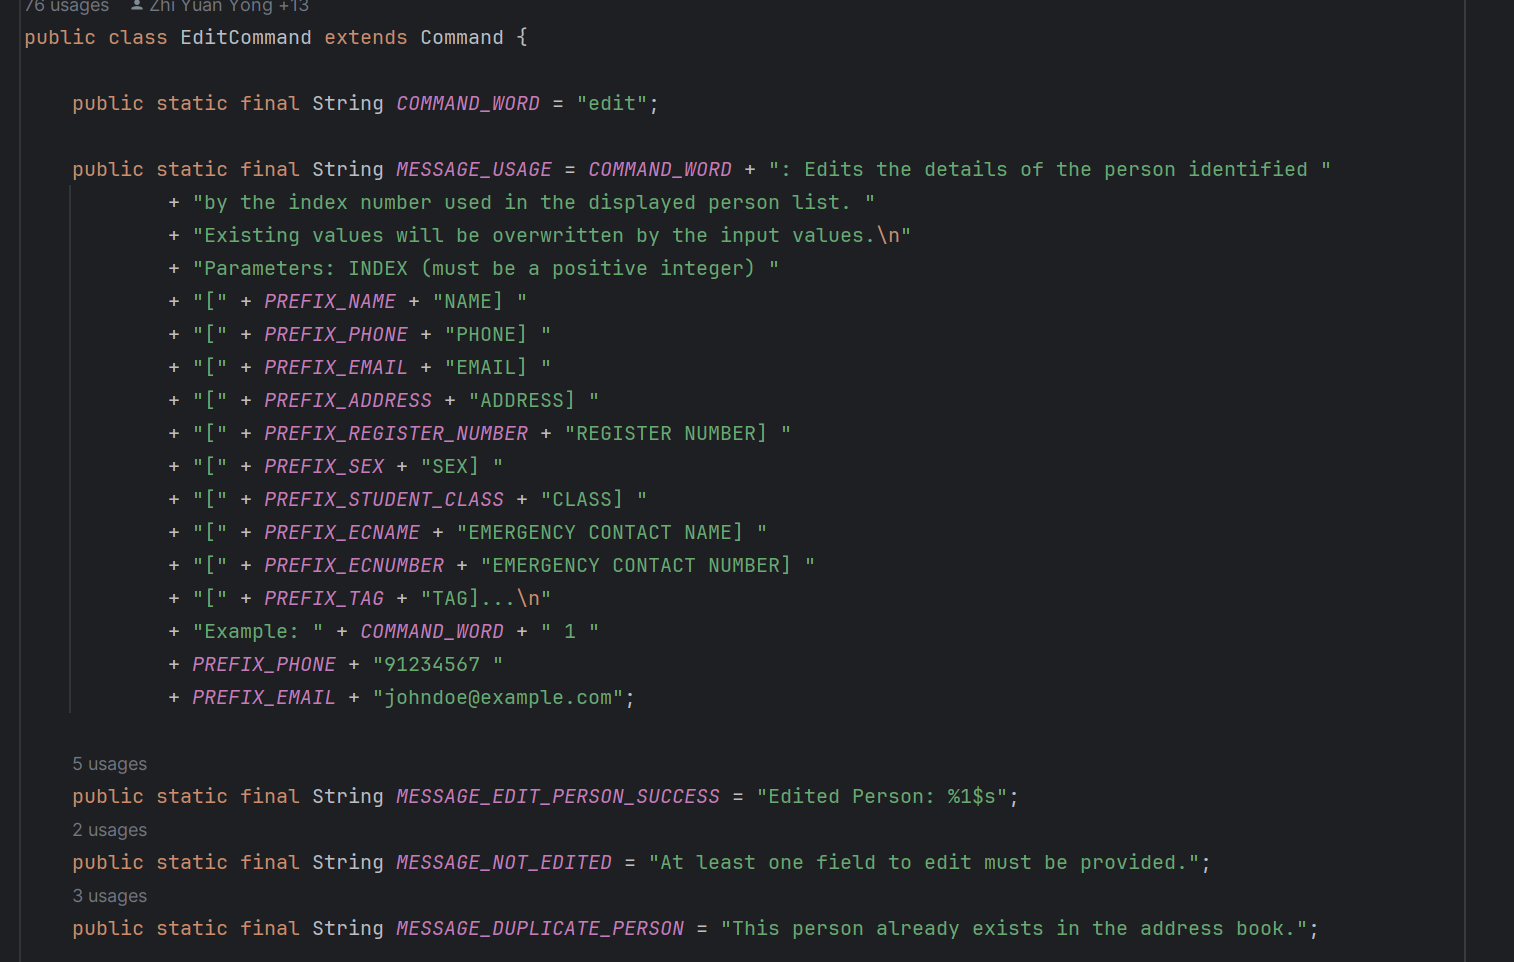 76 usages Zhi Yuan Yong +13
public class EditCommand extends Command {
public static final String COMMAND_WORD = "edit";
public static final String MESSAGE_USAGE = COMMAND_WORD + ": Edits the details of the person identified "
+ "by the index number used in the displayed person list. "
+ "Existing values will be overwritten by the input values.\n"
+ "Parameters: INDEX (must be a positive integer) "
+ "[" + PREFIX_NAME + "NAME] "
+ "[" + PREFIX_PHONE + "PHONE] "
+ "[" + PREFIX_EMAIL + "EMAIL] "
+ "[" + PREFIX_ADDRESS + "ADDRESS] "
+ "[" + PREFIX_REGISTER_NUMBER + "REGISTER NUMBER] "
+ "[" + PREFIX_SEX + "SEX] "
+ "[" + PREFIX_STUDENT_CLASS + "CLASS] "
+ "[" + PREFIX_ECNAME + "EMERGENCY CONTACT NAME] "
+ "[" + PREFIX_ECNUMBER + "EMERGENCY CONTACT NUMBER] "
+ "[" + PREFIX_TAG + "TAG]...\n"
+ "Example: " + COMMAND_WORD + " 1 "
+ PREFIX_PHONE + "91234567 "
+ PREFIX_EMAIL + "johndoe@example.com";
5 usages
public static final String MESSAGE_EDIT_PERSON_SUCCESS = "Edited Person: %1$s";
2 usages
public static final String MESSAGE_NOT_EDITED = "At least one field to edit must be provided.";
3 usages
public static final String MESSAGE_DUPLICATE_PERSON = "This person already exists in the address book.";